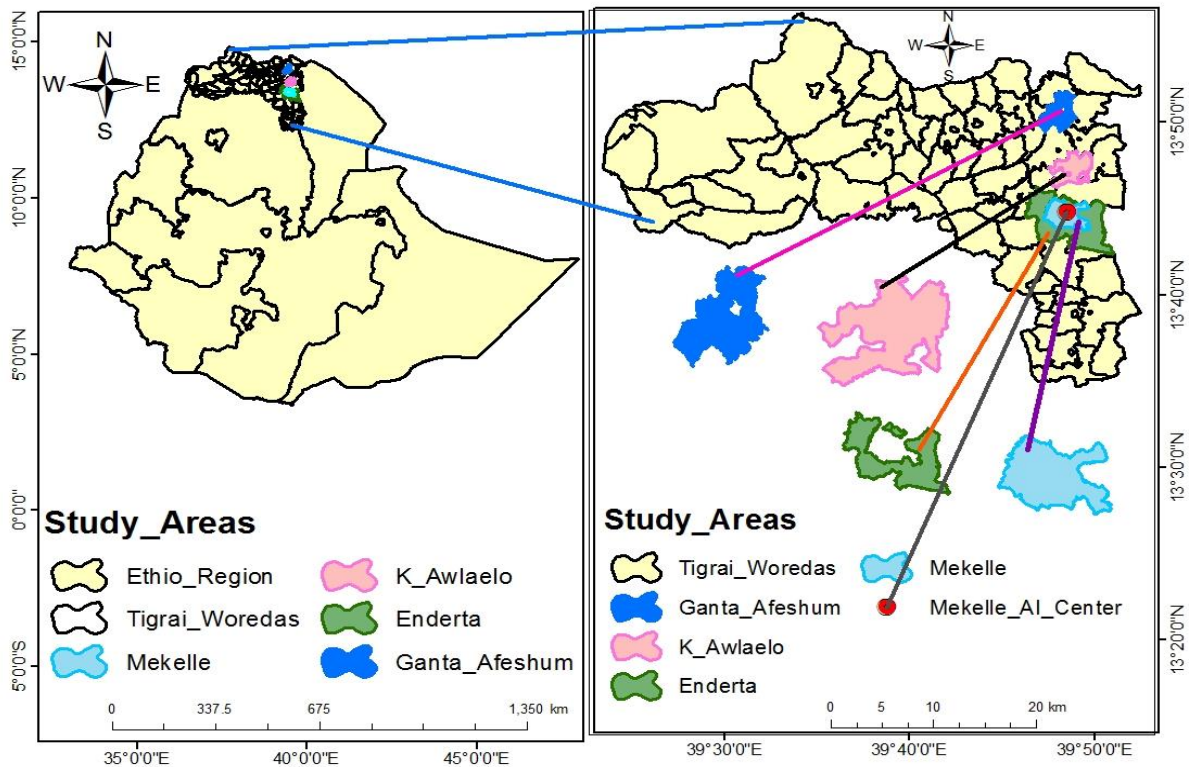 N
W E
S
15°0'0"N
10°0'0"N
5°0'0"N
0°0'0"
5°0'0"S
Study_Areas
Ethio_Region
K_Awlaelo
Tigrai_Woredas
Enderta
Mekelle
Ganta_Afeshum
0 337.5 675 1,350 km
35°0'0"E 40°0'0"E 45°0'0"E
N
W E
S
13°50'0"N
13°40'0"N
13°30'0"N
13°20'0"N
Study_Areas
Tigrai_Woredas
Mekelle
Ganta_Afeshum
Mekelle_AI_Center
K_Awlaelo
Enderta
0 5 10 20 km
39°30'0"E 39°40'0"E 39°50'0"E